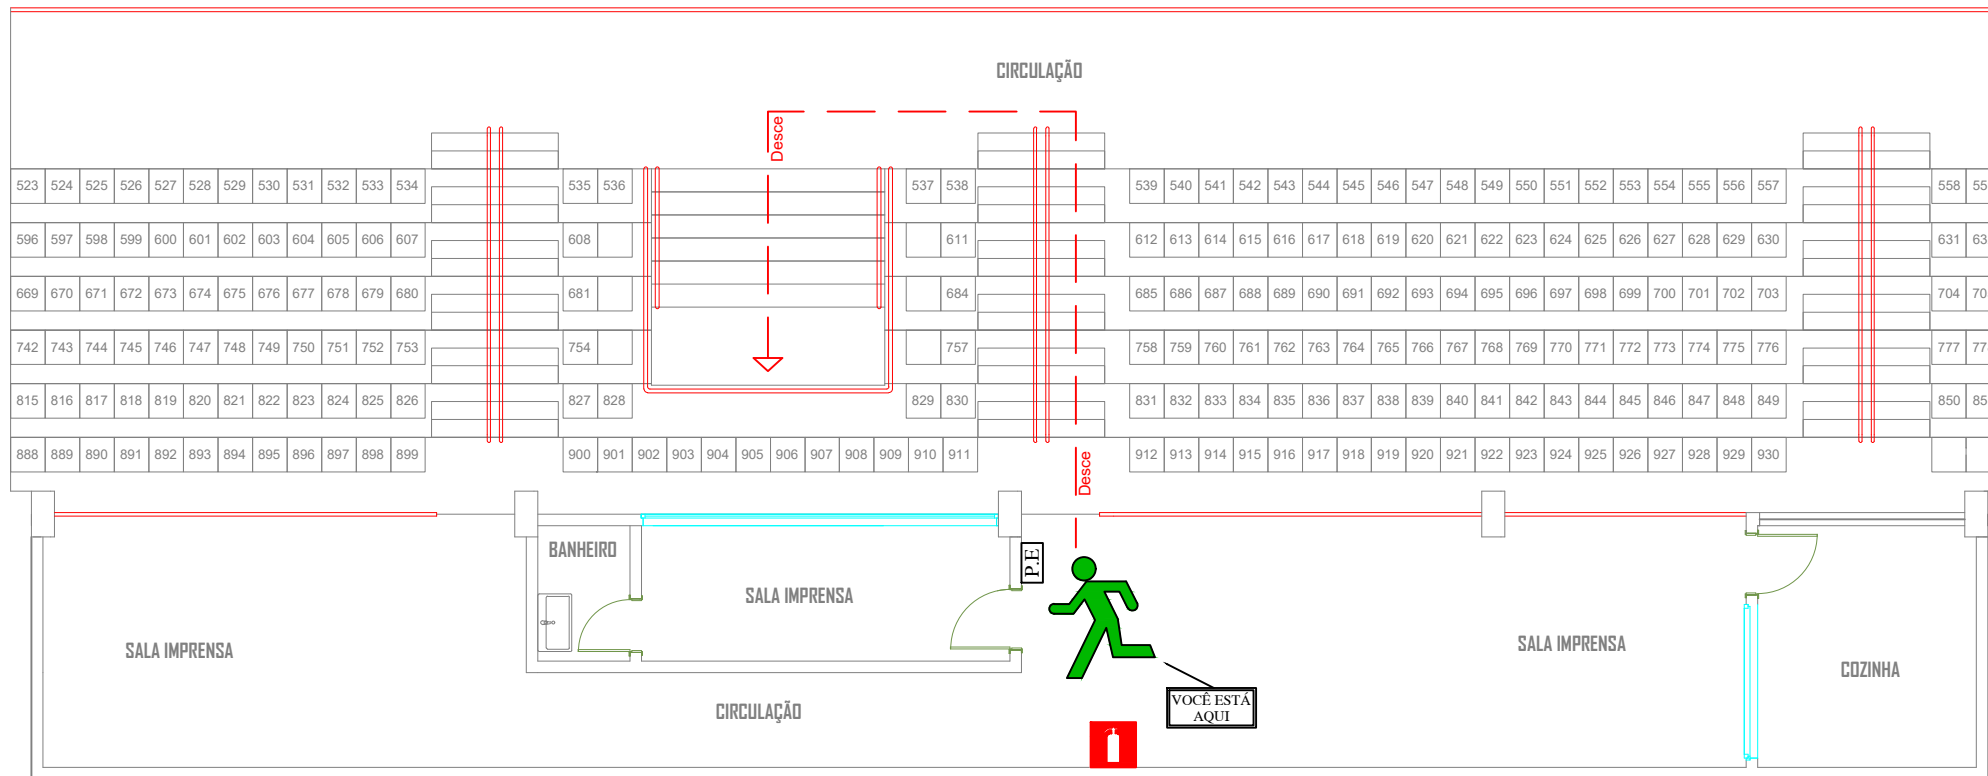 CIRCULAÇÃO
Desce
523 524 525 526 527 528 529 530 531 532 533 534 535 536 537 538 539 540 541 542 543 544 545 546 547 548 549 550 551 552 553 554 555 556 557 558
596 597 598 599 600 601 602 603 604 605 606 607 608 611 612 613 614 615 616 617 618 619 620 621 622 623 624 625 626 627 628 629 630 631
669 670 671 672 673 674 675 676 677 678 679 680 681 684 685 686 687 688 689 690 691 692 693 694 695 696 697 698 699 700 701 702 703 704
742 743 744 745 746 747 748 749 750 751 752 753 754 757 758 759 760 761 762 763 764 765 766 767 768 769 770 771 772 773 774 775 776 777
815 816 817 818 819 820 821 822 823 824 825 826 827 828 829 830 831 832 833 834 835 836 837 838 839 840 841 842 843 844 845 846 847 848 849 850
888 889 890 891 892 893 894 895 896 897 898 899 900 901 902 903 904 905 906 907 908 909 910 911 912 913 914 915 916 917 918 919 920 921 922 923 924 925 926 927 928 929 930
Desce
BANHEIRO
P.E
SALA IMPRENSA
SALA IMPRENSA
SALA IMPRENSA
COZINHA
VOCÊ ESTÁ
AQUI
CIRCULAÇÃO